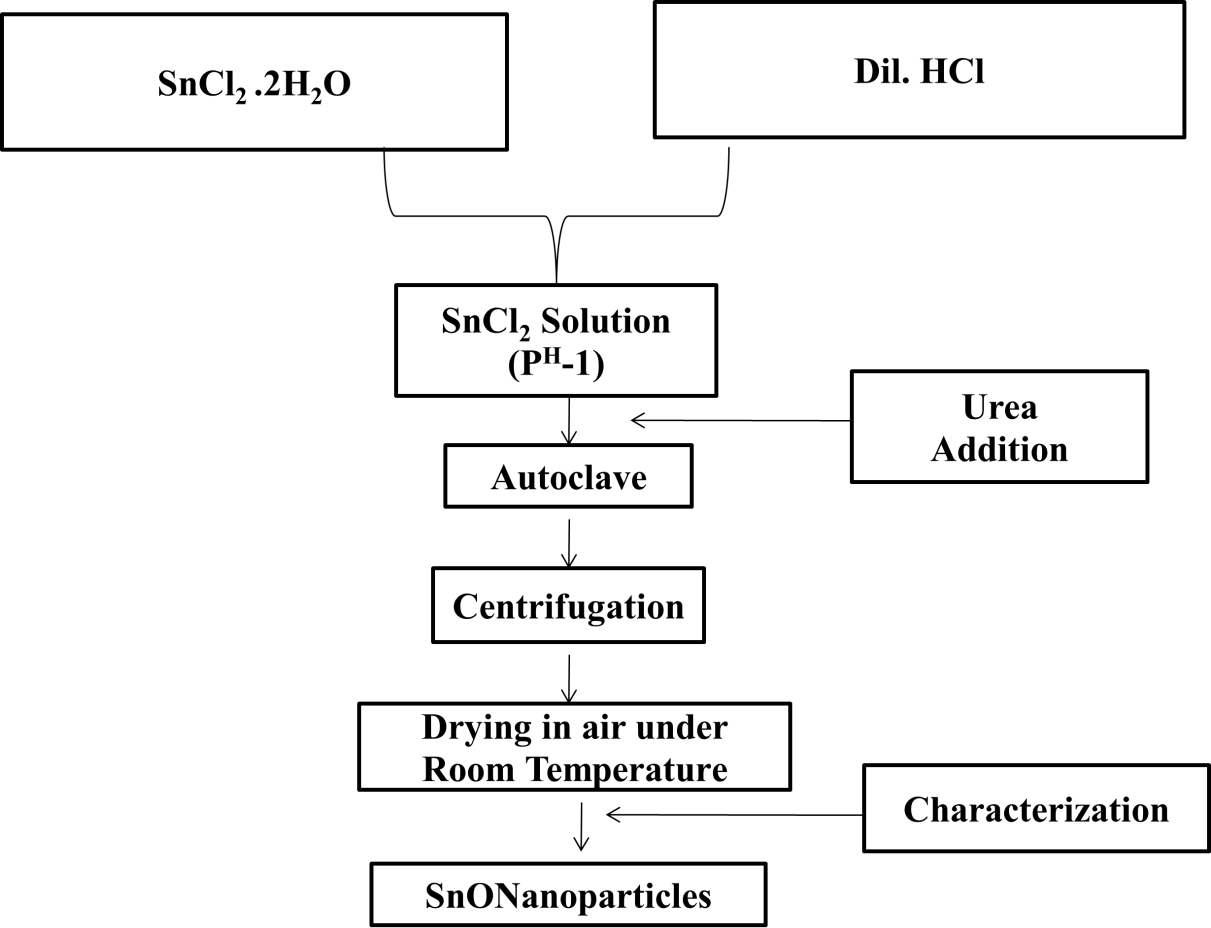 SnCl₂ .2H₂O
Dil. HCl
SnCl₂ Solution
(Pᴴ-1)
Urea
Addition
Autoclave
Centrifugation
Drying in air under
Room Temperature
Characterization
SnONanoparticles